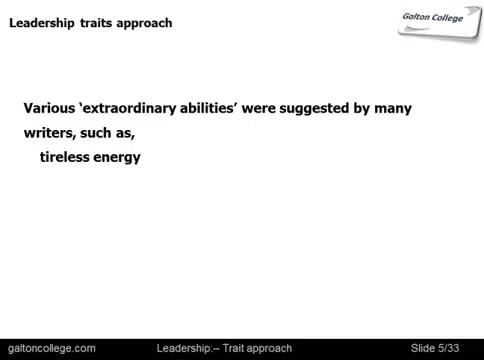 Leadership traits approach
Galton College
Various ‘extraordinary abilities’ were suggested by many
writers, such as,
tireless energy
galtoncollege.com
Leadership:– Trait approach
Slide 5/33